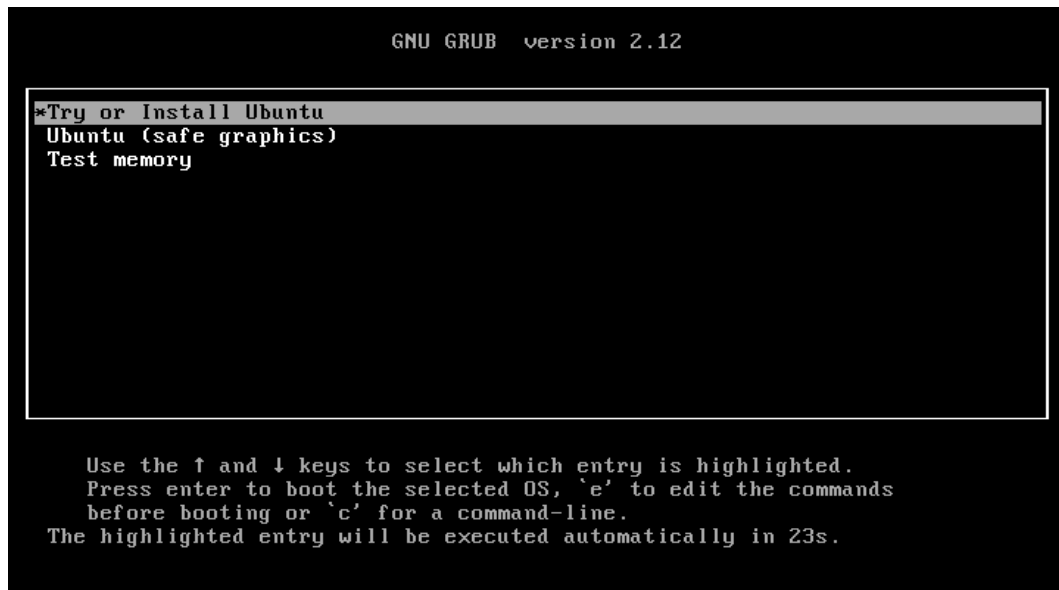 GNU GRUB version 2.12
*Try or Install Ubuntu
Ubuntu (safe graphics)
Test memory
Use the ↑ and ↓ keys to select which entry is highlighted.
Press enter to boot the selected OS, `e' to edit the commands
before booting or `c' for a command-line.
The highlighted entry will be executed automatically in 23s.